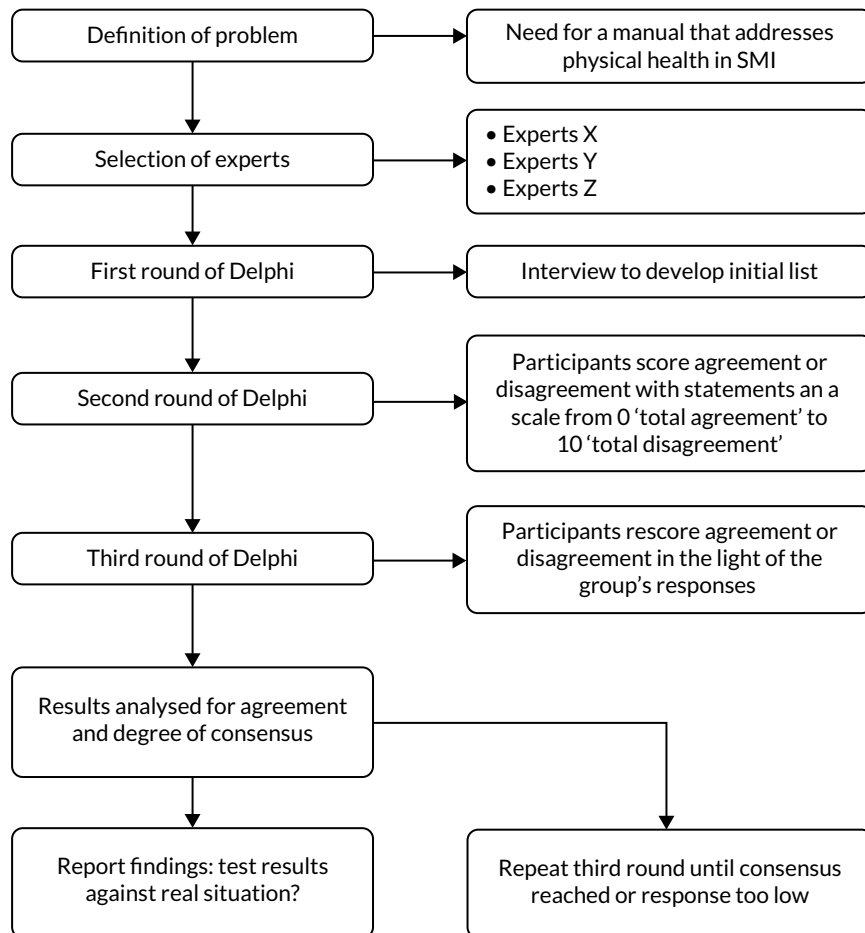 Definition of problem
Need for a manual that addresses
physical health in SMI
Selection of experts
• Experts X
• Experts Y
• Experts Z
First round of Delphi
Interview to develop initial list
Second round of Delphi
Participants score agreement or
disagreement with statements an a
scale from 0 ‘total agreement’ to
10 ‘total disagreement’
Third round of Delphi
Participants rescore agreement or
disagreement in the light of the
group’s responses
Results analysed for agreement
and degree of consensus
Report findings: test results
against real situation?
Repeat third round until consensus
reached or response too low